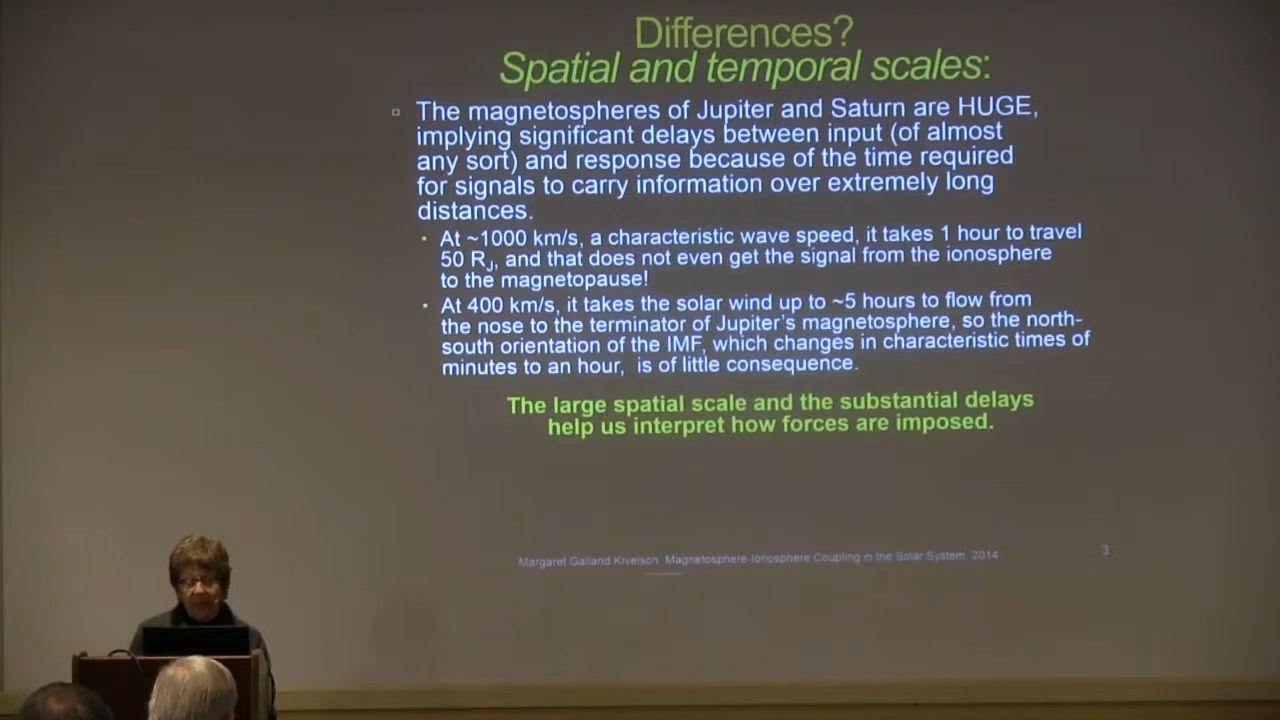 Differences?
Spatial and temporal scales:
The magnetospheres of Jupiter and Saturn are HUGE,
implying significant delays between input (of almost
any sort) and response because of the time required
for signals to carry information over extremely long
distances.
At ~1000 km/s, a characteristic wave speed, it takes 1 hour to travel
50 RJ, and that does not even get the signal from the ionosphere
to the magnetopause!
At 400 km/s, it takes the solar wind up to ~5 hours to flow from
the nose to the terminator of Jupiter's magnetosphere, so the north-
south orientation of the IMF, which changes in characteristic times of
minutes to an hour, is of little consequence.
The large spatial scale and the substantial delays
help us interpret how forces are imposed.
Margaret Galland Kivelson Magnetosphere-Ionosphere Coupling in the Solar System 2014
3